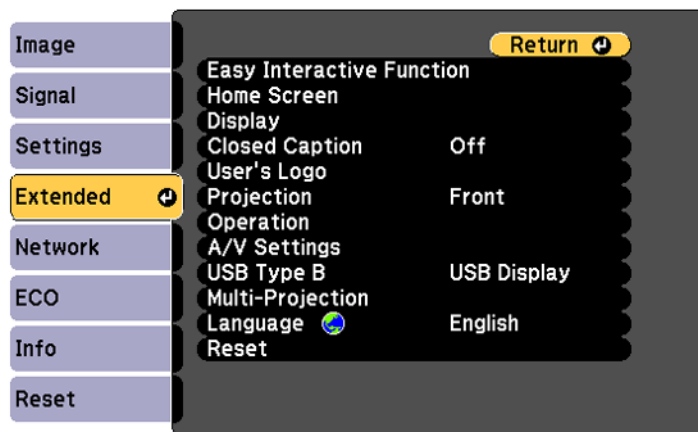 Image
Signal
Settings
Extended
Network
ECO
Info
Reset
Return
Easy Interactive Function
Home Screen
Display
Closed Caption Off
User's Logo
Projection Front
Operation
A/V Settings
USB Type B USB Display
Multi-Projection
Language English
Reset